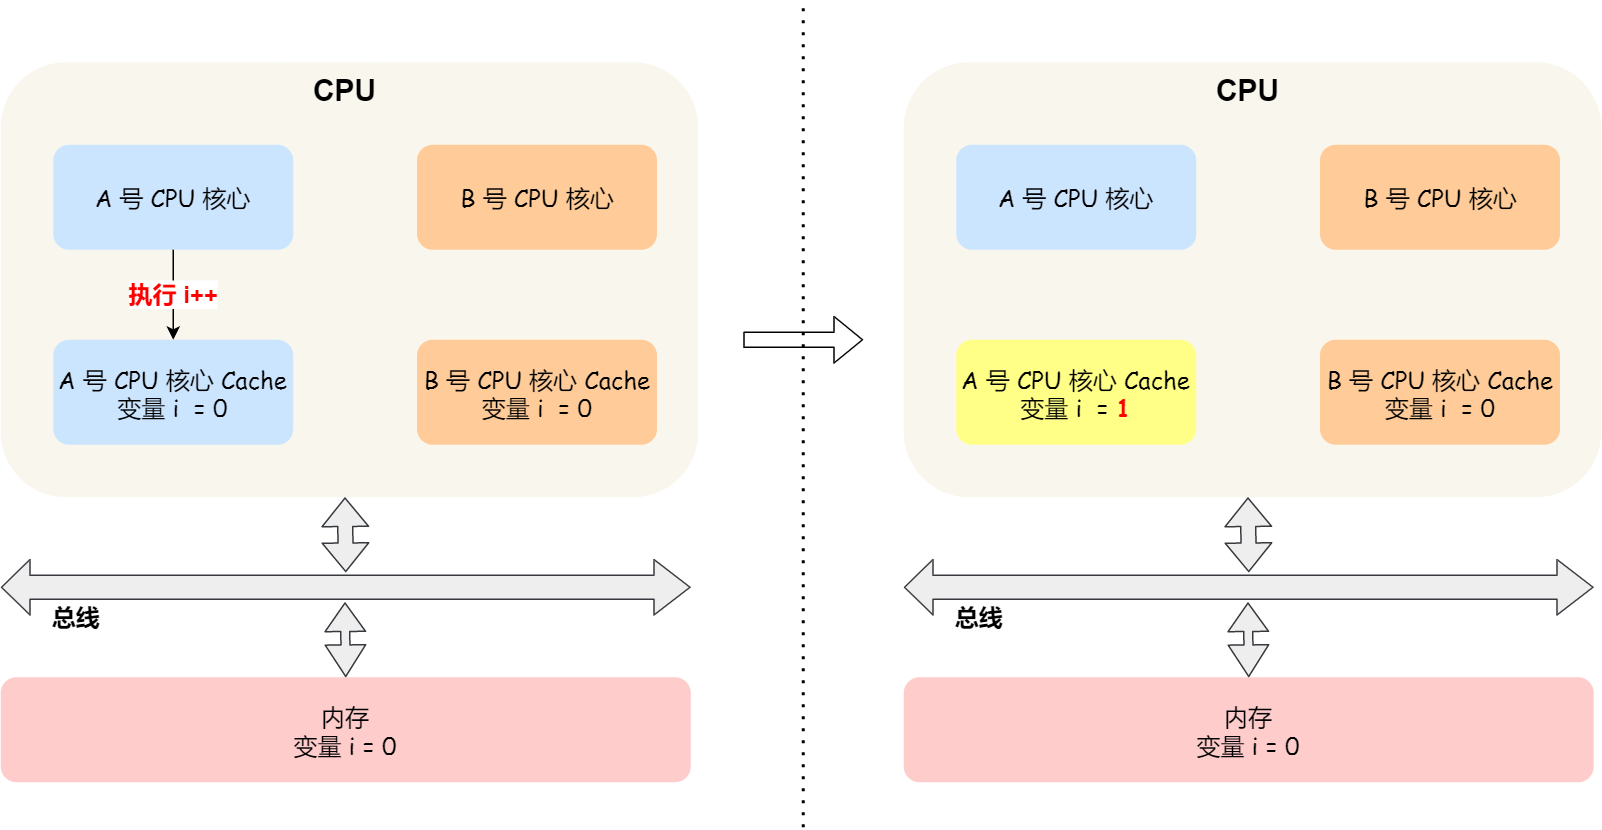 CPU
A 号 CPU 核心
B 号 CPU 核心
执行 i++
A 号 CPU 核心 Cache
变量 i = 0
B 号 CPU 核心 Cache
变量 i = 0
总线
内存
变量 i = 0
CPU
A 号 CPU 核心
B 号 CPU 核心
A 号 CPU 核心 Cache
变量 i = 1
B 号 CPU 核心 Cache
变量 i = 0
总线
内存
变量 i = 0